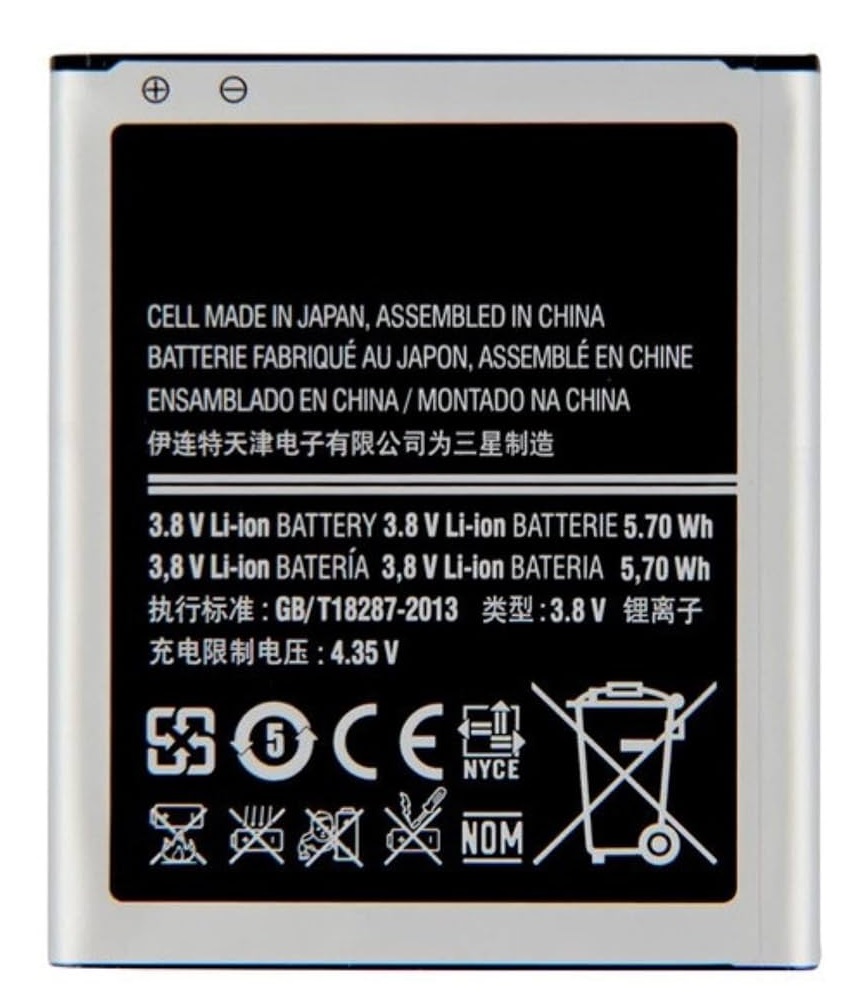 CELL MADE IN JAPAN, ASSEMBLED IN CHINA
BATTERIE FABRIQUÉ AU JAPON, ASSEMBLÉ EN CHINE
ENSAMBLADO EN CHINA / MONTADO NA CHINA
伊连特天津电子有限公司为三星制造
3.8 V Li-ion BATTERY 3.8 V Li-ion BATTERIE 5.70 Wh
3,8 V Li-ion BATERÍA 3,8 V Li-ion BATERIA 5,70 Wh
执行标准 : GB/T18287-2013 类型 : 3.8 V 锂离子
充电限制电压 : 4.35 V
5 CE NYCE
NOM